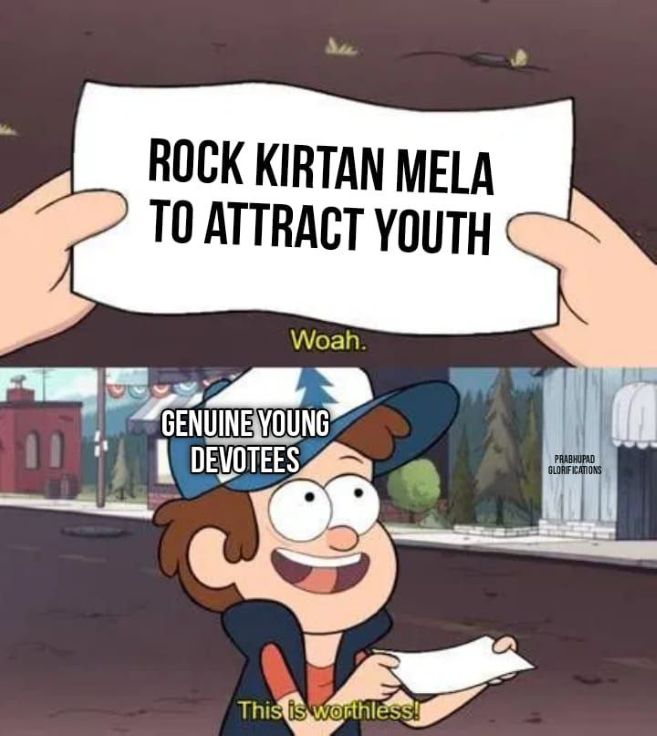 ROCK KIRTAN MELA
TO ATTRACT YOUTH
Woah.
GENUINE YOUNG
DEVOTEES
PRABHUPAD
GLORIFICATIONS
This is worthless!